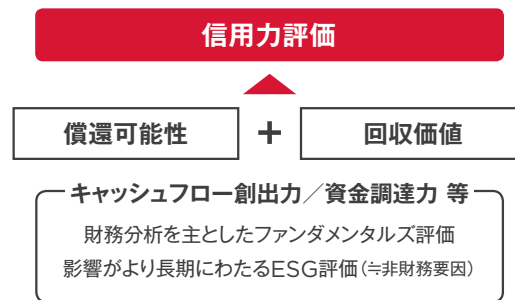 信用力評価
償還可能性 + 回収価値
キャッシュフロー創出力／資金調達力 等
財務分析を主としたファンダメンタルズ評価
影響がより長期にわたるESG評価(≒非財務要因)